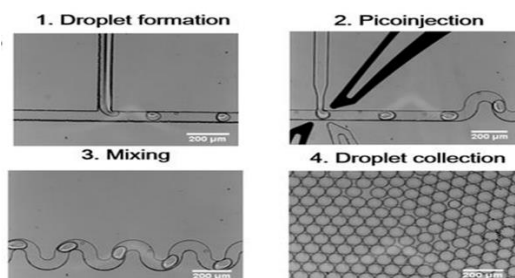 1. Droplet formation
200 µm
2. Picoinjection
200 µm
3. Mixing
200 µm
4. Droplet collection
200 µm